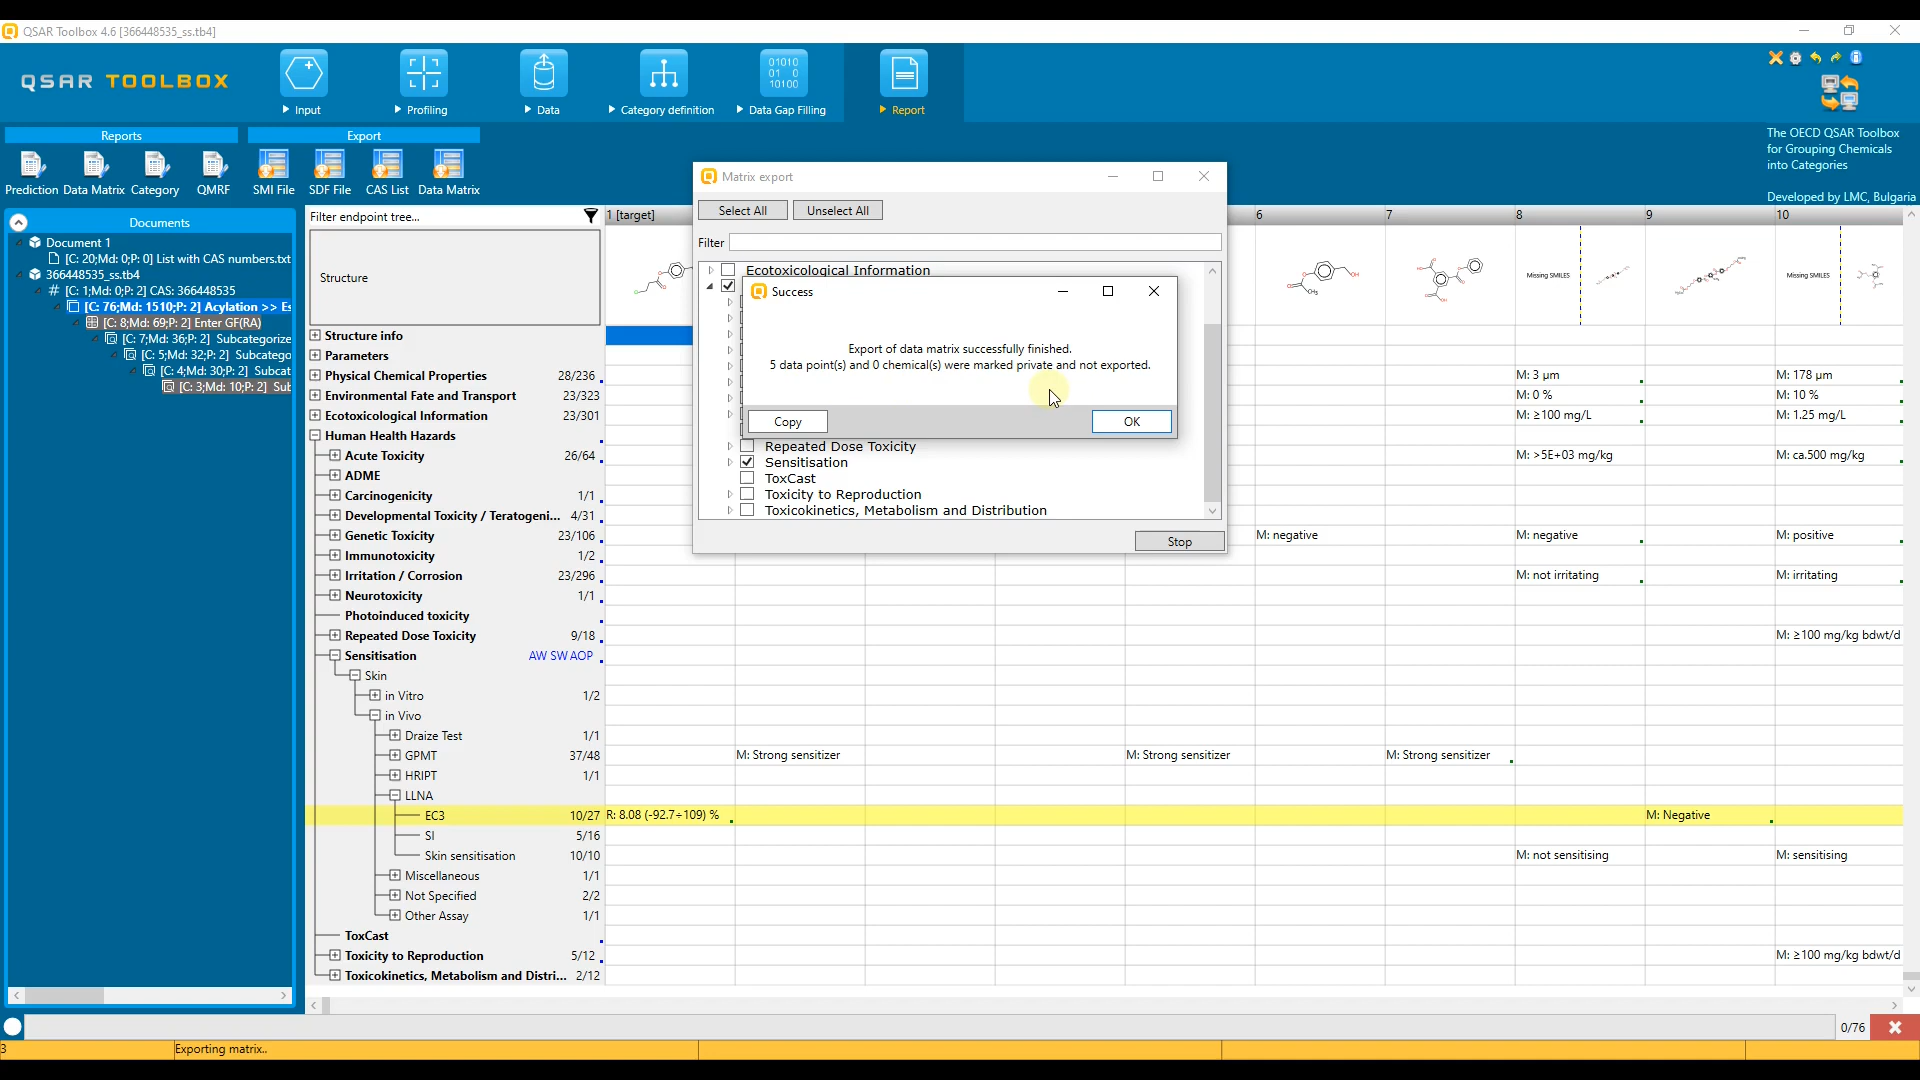 QSAR Toolbox 4.6 [366448535_ss.tb4]
QSAR TOOLBOX
Input
Profiling
Data
Category definition
01010
01 0
10100
Data Gap Filling
Report
Reports
Export
Prediction
Data Matrix
Category
QMRF
SMI File
SDF File
CAS List
Data Matrix
The OECD QSAR Toolbox
for Grouping Chemicals
into Categories
Developed by LMC, Bulgaria
Documents
Document 1
[C: 20;Md: 0;P: 0] List with CAS numbers.txt
366448535_ss.tb4
# [C: 1;Md: 0;P: 2] CAS: 366448535
[C: 76;Md: 1510;P: 2] Acylation >> Es
[C: 8;Md: 69;P: 2] Enter GF(RA)
[C: 7;Md: 36;P: 2] Subcategorize
[C: 5;Md: 32;P: 2] Subcatego
[C: 4;Md: 30;P: 2] Subcat
[C: 3;Md: 10;P: 2] Sub
Filter endpoint tree...
1 [target]
6
7
8
9
10
Structure
Missing SMILES
Missing SMILES
Structure info
Parameters
Physical Chemical Properties 28/236 M: 3 µm M: 178 µm
Environmental Fate and Transport 23/323 M: 0 % M: 10 %
Ecotoxicological Information 23/301 M: ≥100 mg/L M: 1.25 mg/L
Human Health Hazards
Acute Toxicity 26/64 M: >5E+03 mg/kg M: ca.500 mg/kg
ADME
Carcinogenicity 1/1
Developmental Toxicity / Teratogeni... 4/31
Genetic Toxicity 23/106 M: negative M: negative M: positive
Immunotoxicity 1/2
Irritation / Corrosion 23/296 M: not irritating M: irritating
Neurotoxicity 1/1
Photoinduced toxicity
Repeated Dose Toxicity 9/18 M: ≥100 mg/kg bdwt/d
Sensitisation AW SW AOP
Skin
in Vitro 1/2
in Vivo
Draize Test 1/1
GPMT 37/48 M: Strong sensitizer M: Strong sensitizer M: Strong sensitizer
HRIPT 1/1
LLNA
EC3 10/27 R: 8.08 (-92.7÷109) % M: Negative
SI 5/16
Skin sensitisation 10/10 M: not sensitising M: sensitising
Miscellaneous 1/1
Not Specified 2/2
Other Assay 1/1
ToxCast
Toxicity to Reproduction 5/12 M: ≥100 mg/kg bdwt/d
Toxicokinetics, Metabolism and Distri... 2/12
Matrix export
Select All
Unselect All
Filter
Ecotoxicological Information
Success
Export of data matrix successfully finished.
5 data point(s) and 0 chemical(s) were marked private and not exported.
Copy
OK
Repeated Dose Toxicity
Sensitisation
ToxCast
Toxicity to Reproduction
Toxicokinetics, Metabolism and Distribution
Stop
0/76
3
Exporting matrix..